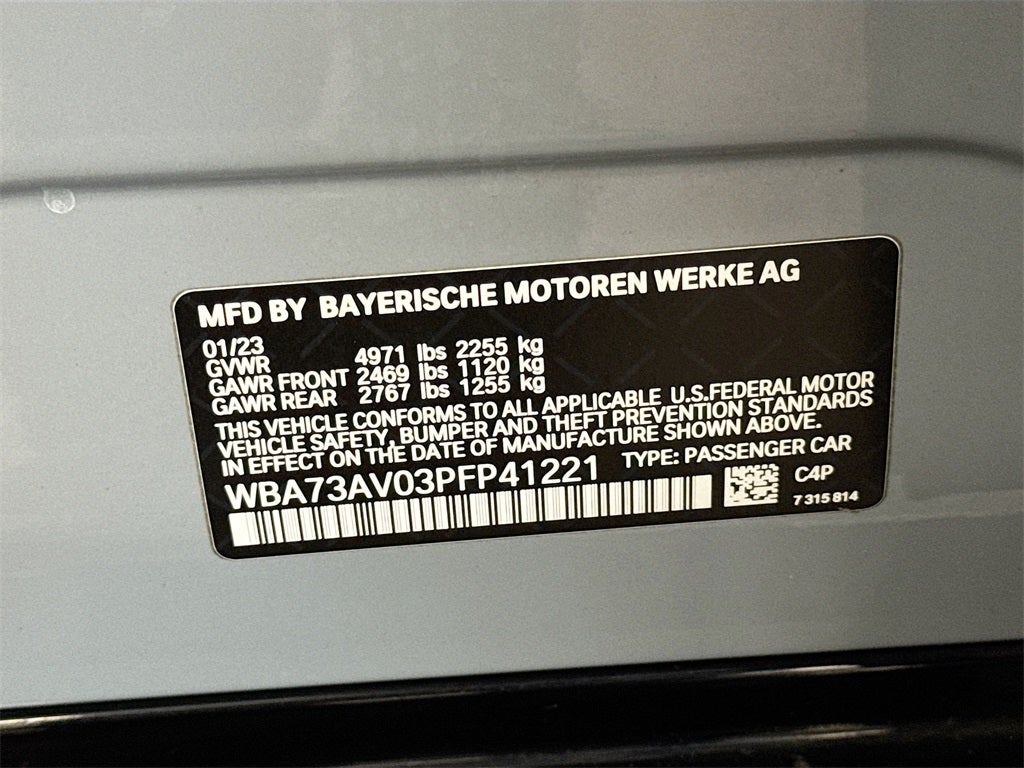 MFD BY BAYERISCHE MOTOREN WERKE AG
01/23
GVWR 4971 lbs 2255 kg
GAWR FRONT 2469 lbs 1120 kg
GAWR REAR 2767 lbs 1255 kg
THIS VEHICLE CONFORMS TO ALL APPLICABLE U.S.FEDERAL MOTOR
VEHICLE SAFETY, BUMPER AND THEFT PREVENTION STANDARDS
IN EFFECT ON THE DATE OF MANUFACTURE SHOWN ABOVE.
WBA73AV03PFP41221 TYPE: PASSENGER CAR
C4P
7 315 814